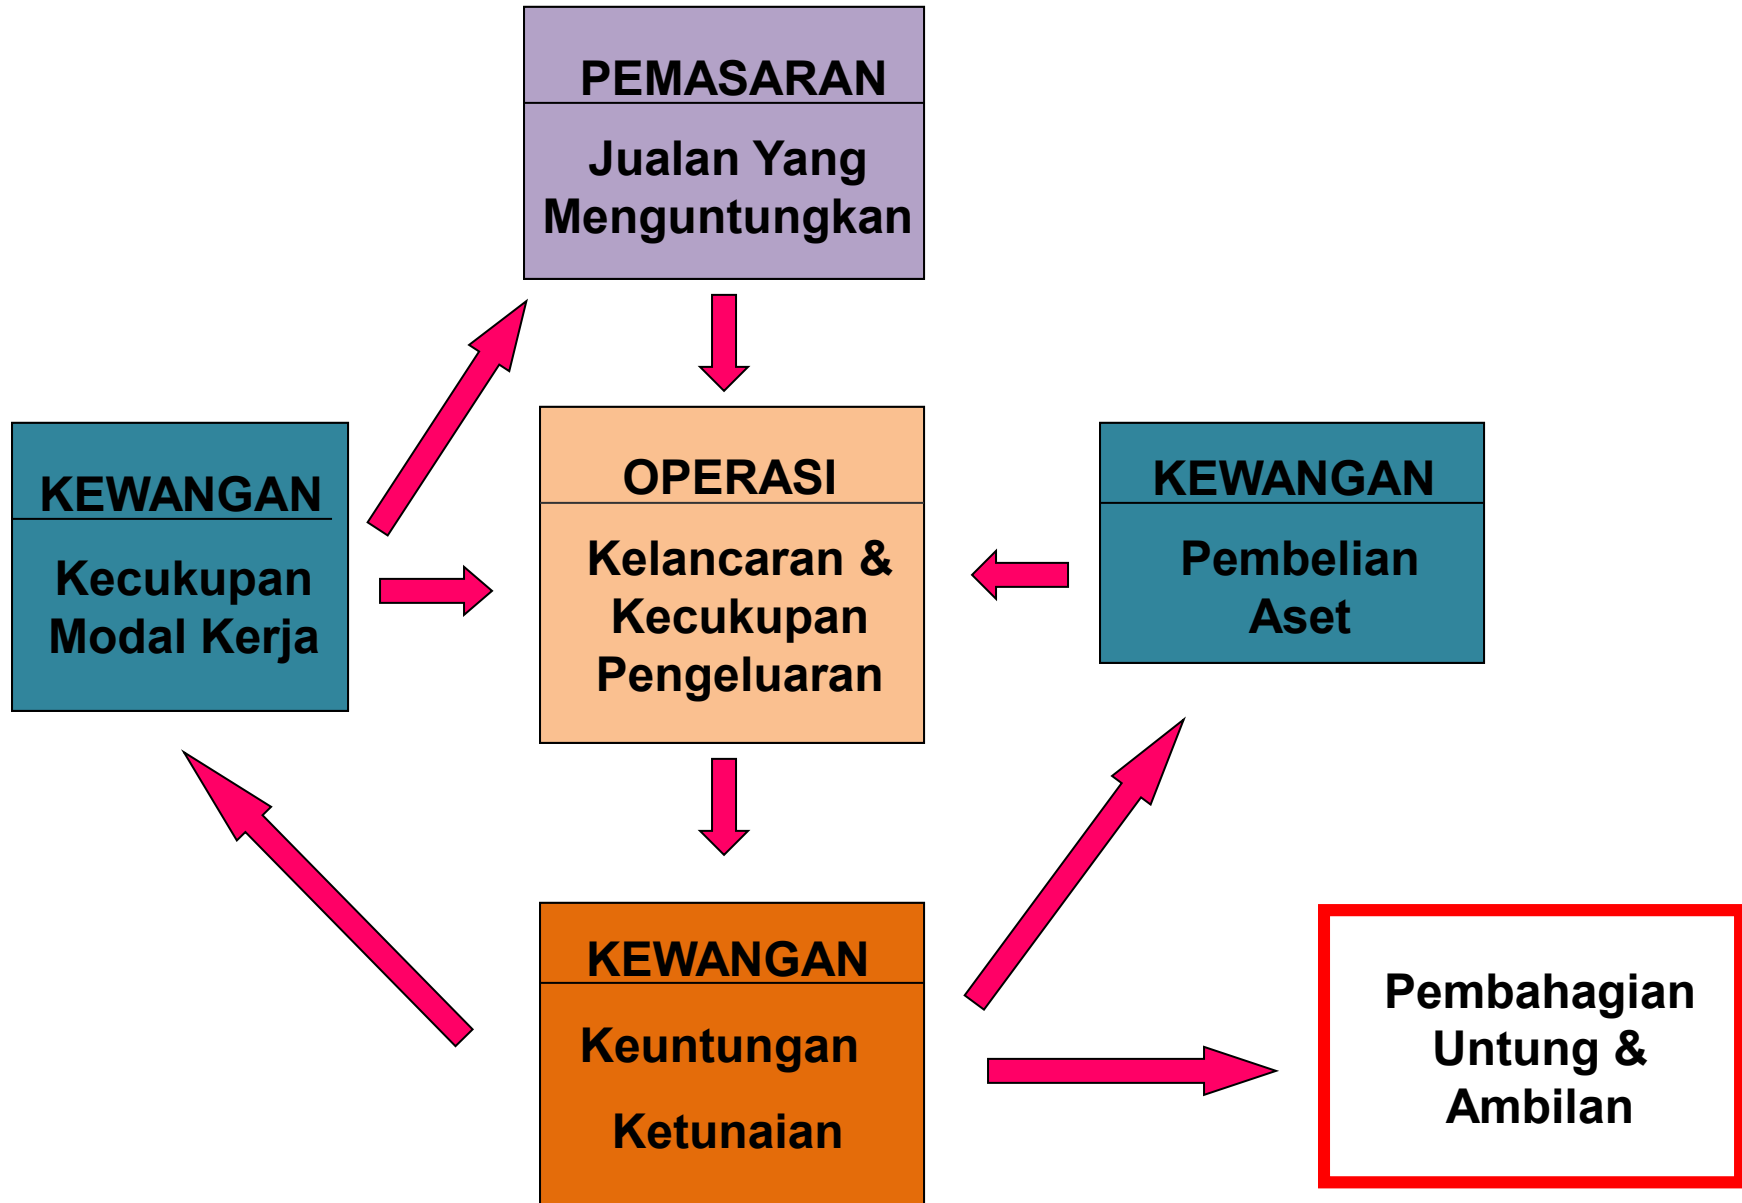 PEMASARAN
Jualan Yang
Menguntungkan
KEWANGAN
Kecukupan
Modal Kerja
OPERASI
Kelancaran &
Kecukupan
Pengeluaran
KEWANGAN
Pembelian
Aset
KEWANGAN
Keuntungan
Ketunaian
Pembahagian
Untung &
Ambilan